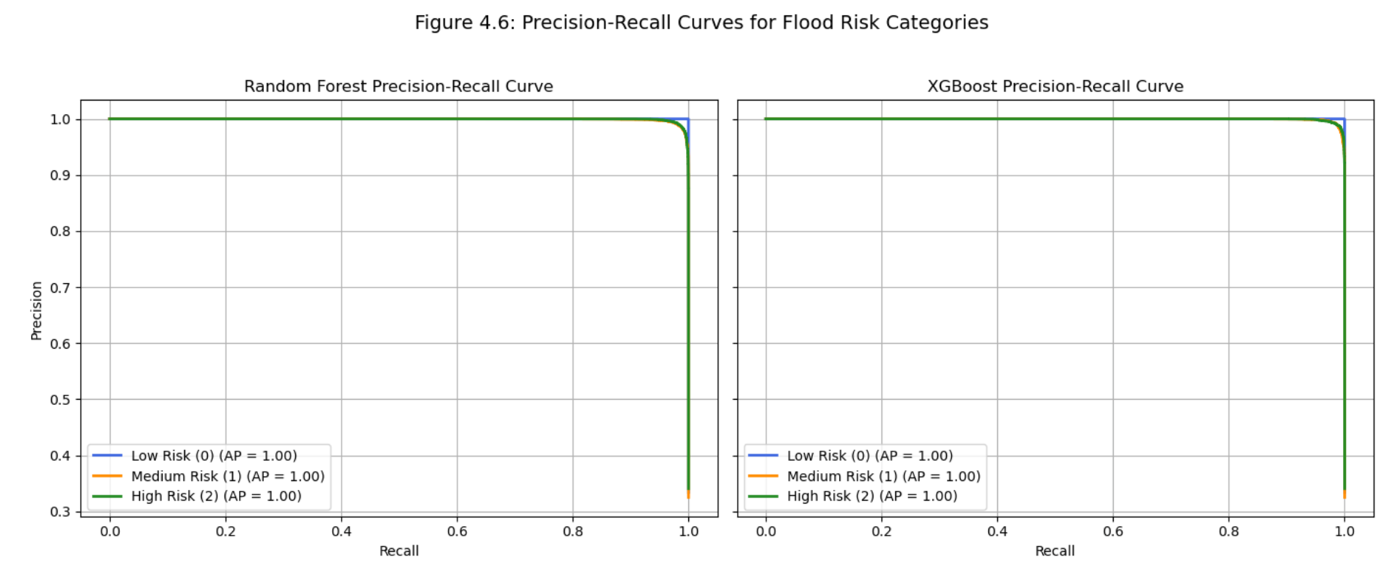 Figure 4.6: Precision-Recall Curves for Flood Risk Categories
Random Forest Precision-Recall Curve
1.0
0.9
0.8
0.7
0.6
0.5
0.4
0.3
Precision
Low Risk (0) (AP = 1.00)
Medium Risk (1) (AP = 1.00)
High Risk (2) (AP = 1.00)
0.0 0.2 0.4 0.6 0.8 1.0
Recall
XGBoost Precision-Recall Curve
Low Risk (0) (AP = 1.00)
Medium Risk (1) (AP = 1.00)
High Risk (2) (AP = 1.00)
0.0 0.2 0.4 0.6 0.8 1.0
Recall